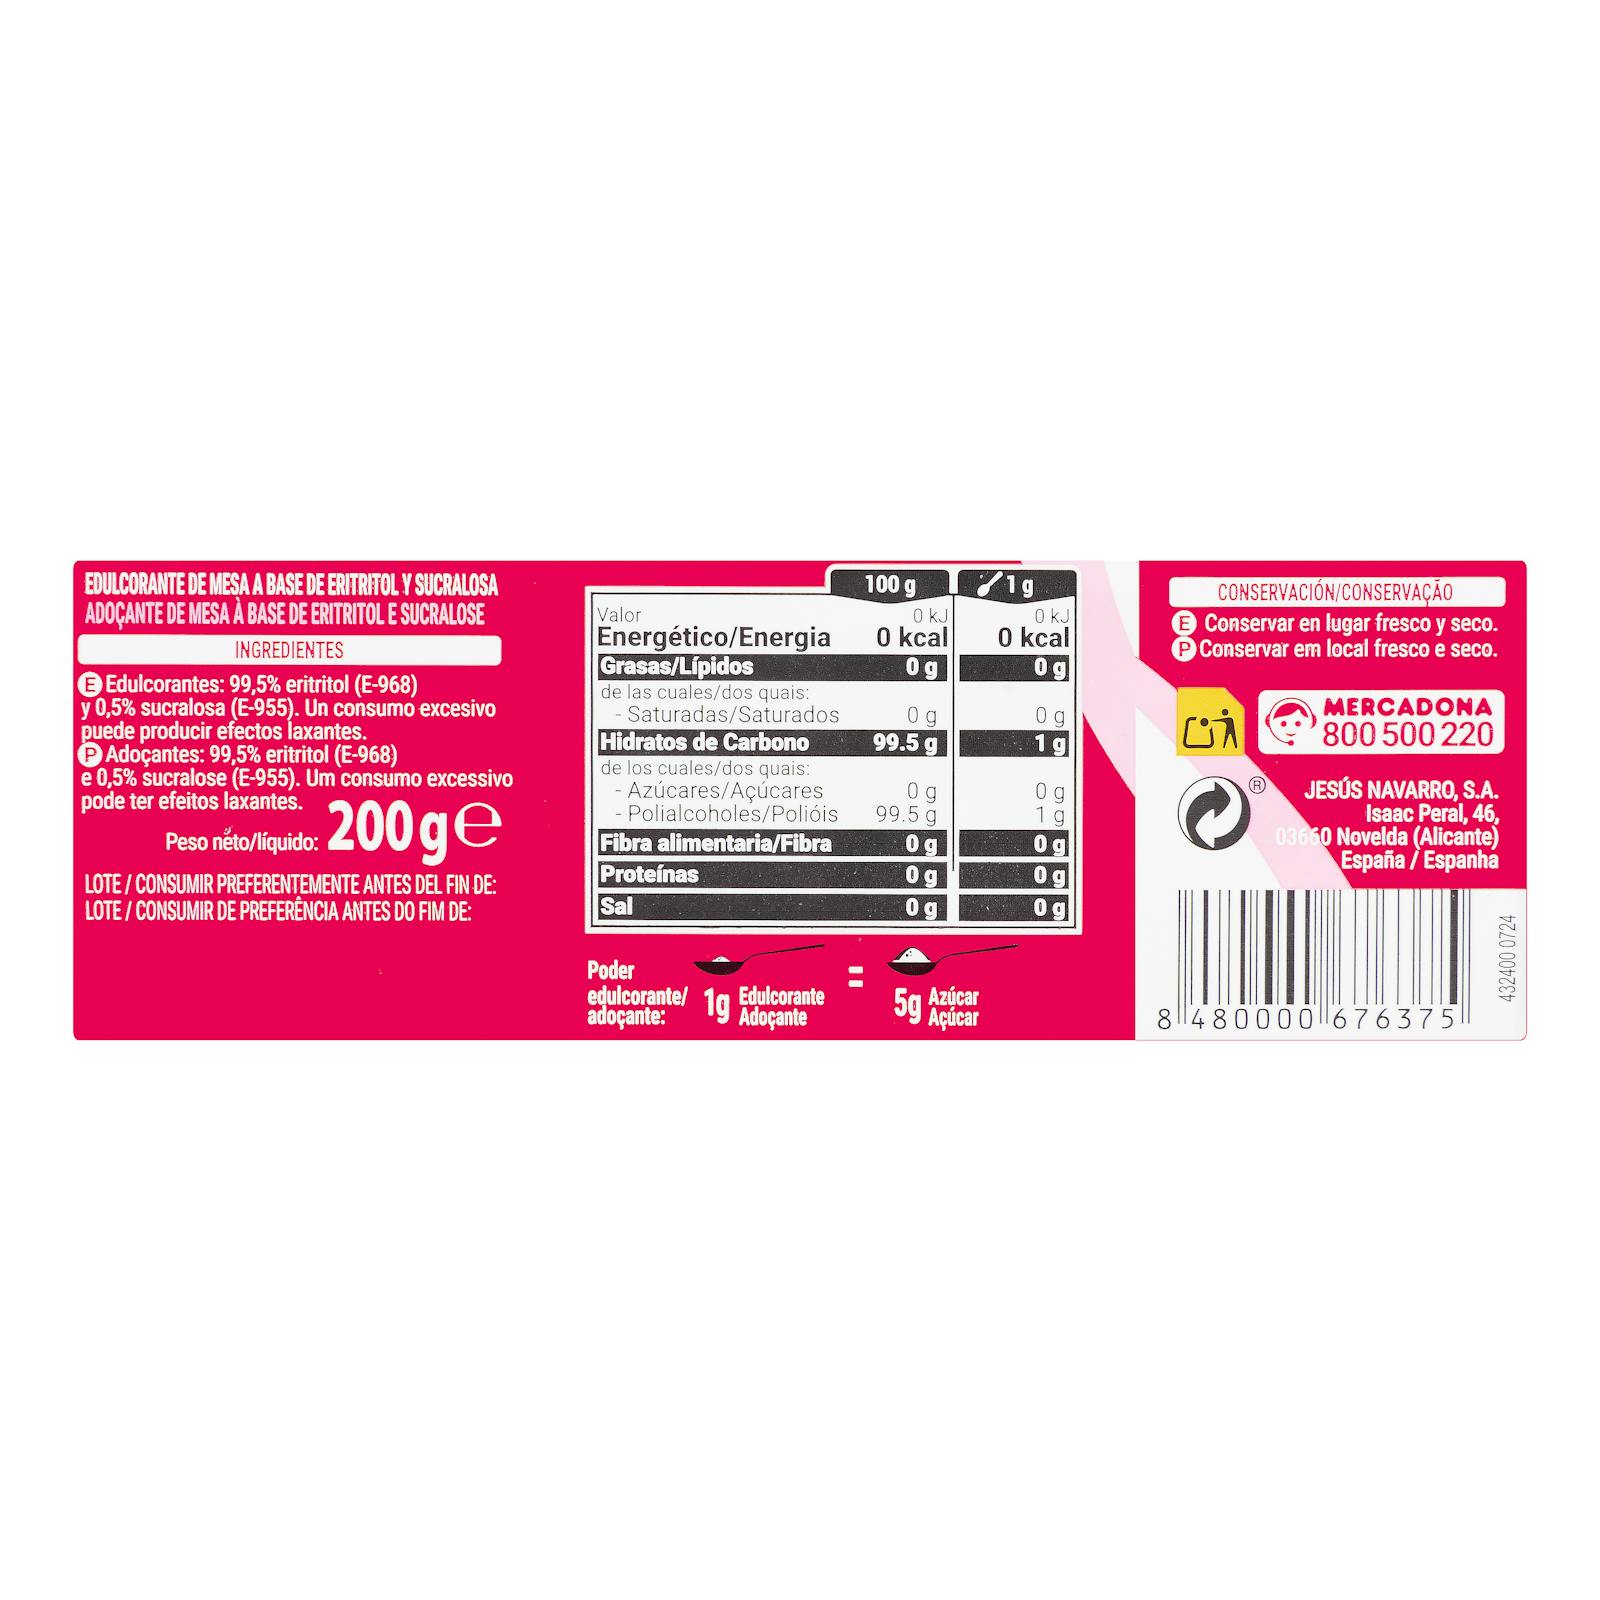 EDULCORANTE DE MESA A BASE DE ERITRITOL Y SUCRALOSA
ADOÇANTE DE MESA À BASE DE ERITRITOL E SUCRALOSE
INGREDIENTES
E Edulcorantes: 99,5% eritritol (E-968)
y 0,5% sucralosa (E-955). Un consumo excesivo
puede producir efectos laxantes.
P Adoçantes: 99,5% eritritol (E-968)
e 0,5% sucralose (E-955). Um consumo excessivo
pode ter efeitos laxantes.
Peso neto/líquido: 200 g e
LOTE / CONSUMIR PREFERENTEMENTE ANTES DEL FIN DE:
LOTE / CONSUMIR DE PREFERÊNCIA ANTES DO FIM DE:
100 g 1 g
Valor 0 kJ 0 kJ
Energético/Energia 0 kcal 0 kcal
Grasas/Lípidos 0 g 0 g
de las cuales/dos quais:
- Saturadas/Saturados 0 g 0 g
Hidratos de Carbono 99.5 g 1 g
de los cuales/dos quais:
- Azúcares/Açúcares 0 g 0 g
- Polialcoholes/Polióis 99.5 g 1 g
Fibra alimentaria/Fibra 0 g 0 g
Proteínas 0 g 0 g
Sal 0 g 0 g
Poder
edulcorante/
adoçante:
1g Edulcorante
Adoçante
=
5g Azúcar
Açúcar
CONSERVACIÓN/CONSERVAÇÃO
E Conservar en lugar fresco y seco.
P Conservar em local fresco e seco.
MERCADONA
800 500 220
®
JESÚS NAVARRO, S.A.
Isaac Peral, 46,
03660 Novelda (Alicante)
España / Espanha
8 480000 676375
432400 0724